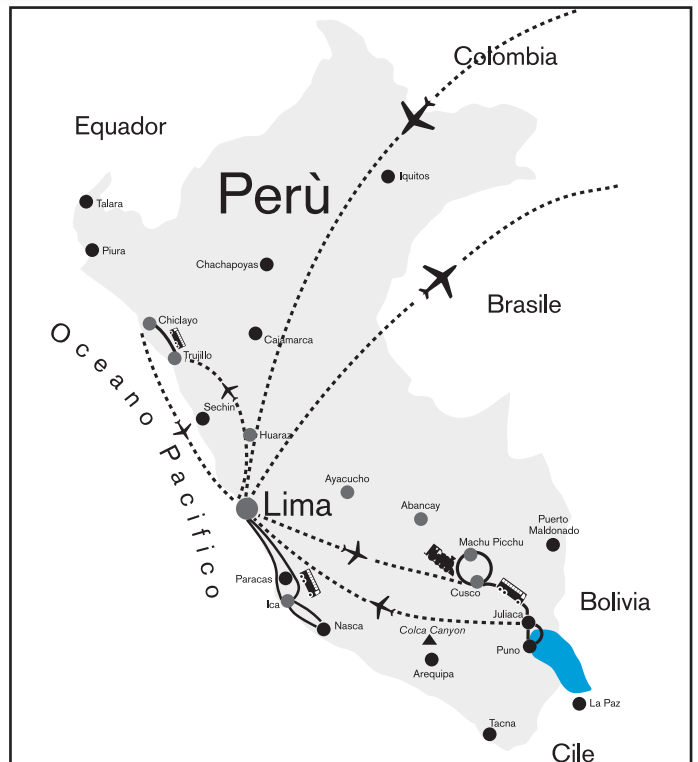 Colombia
Equador
Perù
Iquitos
Talara
Piura
Chachapoyas
Brasile
Chiclayo
Cajamarca
Trujillo
Oceano Pacifico
Sechin
Huaraz
Ayacucho
Lima
Abancay
Puerto
Maldonado
Machu Picchu
Paracas
Cusco
Bolivia
Ica
Juliaca
Nasca
Colca Canyon
Puno
Arequipa
La Paz
Tacna
Cile